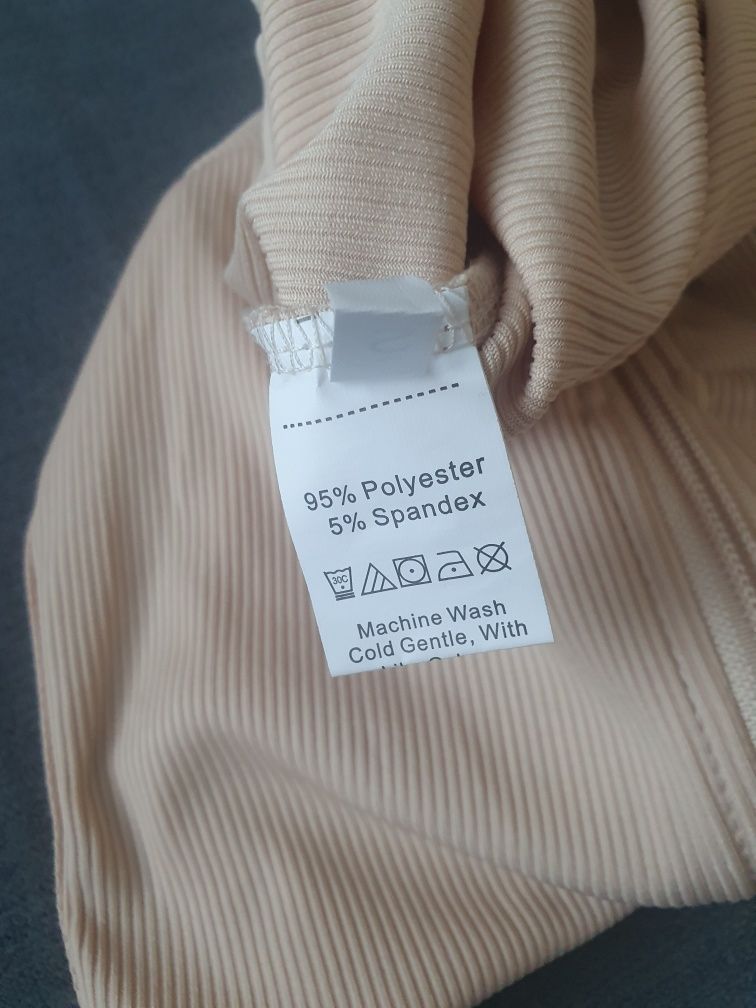 95% Polyester
5% Spandex
30C
Machine Wash
Cold Gentle, With